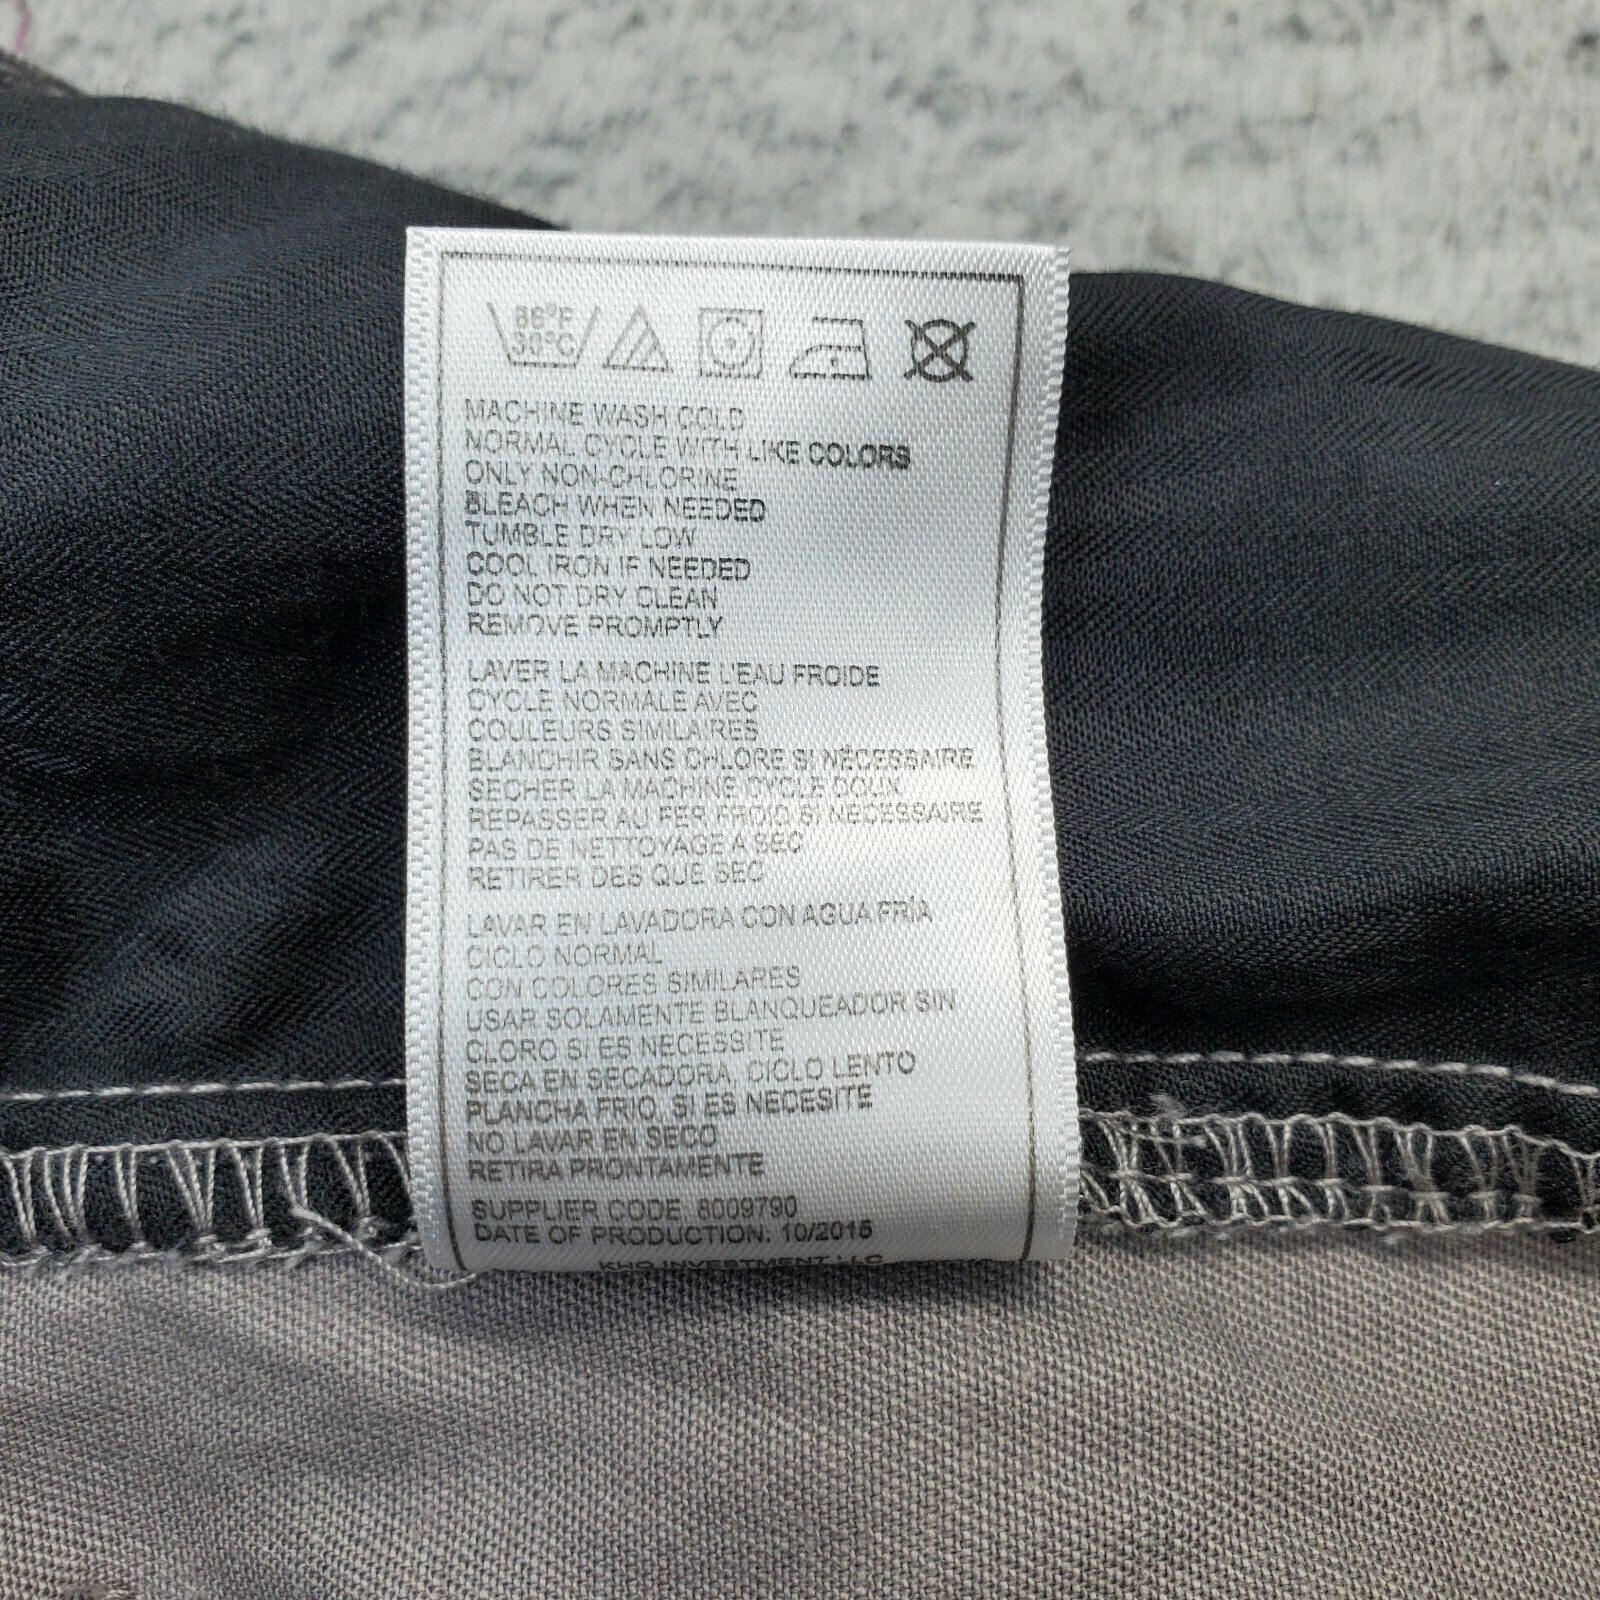 86°F
30°C
MACHINE WASH COLD
NORMAL CYCLE WITH LIKE COLORS
ONLY NON-CHLORINE
BLEACH WHEN NEEDED
TUMBLE DRY LOW
COOL IRON IF NEEDED
DO NOT DRY CLEAN
REMOVE PROMPTLY
LAVER LA MACHINE L'EAU FROIDE
CYCLE NORMALE AVEC
COULEURS SIMILAIRES
BLANCHIR SANS CHLORE SI NÉCESSAIRE
SECHER LA MACHINE CYCLE DOUX
REPASSER AU FER FROID SI NECESSAIRE
PAS DE NETTOYAGE A SEC
RETIRER DES QUE SEC
LAVAR EN LAVADORA CON AGUA FRÍA
CICLO NORMAL
CON COLORES SIMILARES
USAR SOLAMENTE BLANQUEADOR SIN
CLORO SI ES NECESSITE
SECA EN SECADORA, CICLO LENTO
PLANCHA FRIO, SI ES NECESITE
NO LAVAR EN SECO
RETIRA PRONTAMENTE
SUPPLIER CODE: 8009790
DATE OF PRODUCTION: 10/2015
KHQ INVESTMENT LLC